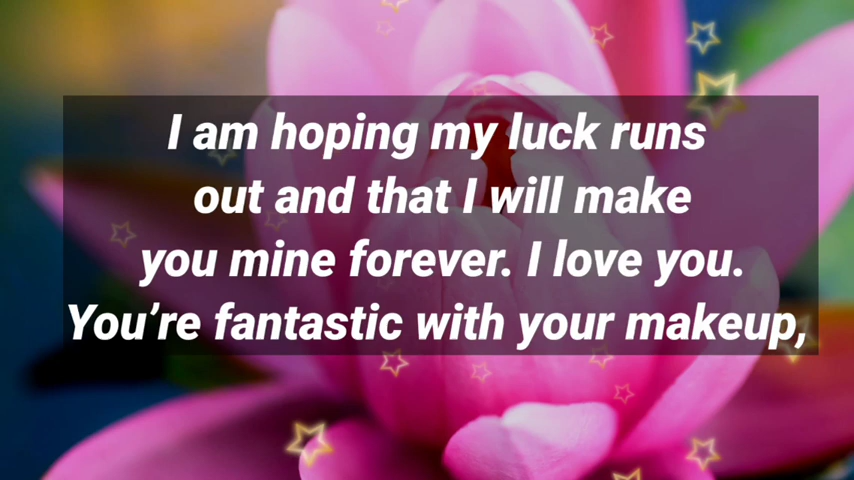 I am hoping my luck runs
out and that I will make
you mine forever. I love you.
You’re fantastic with your makeup,